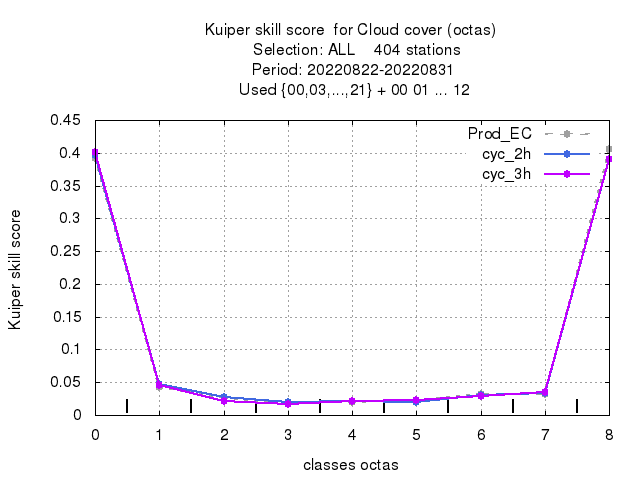 Kuiper skill score  for Cloud cover (octas)
Selection: ALL    404 stations
Period: 20220822-20220831
Used {00,03,...,21} + 00 01 ... 12
Prod_EC
cyc_2h
cyc_3h
Kuiper skill score
0.45
0.4
0.35
0.3
0.25
0.2
0.15
0.1
0.05
0
0 1 2 3 4 5 6 7 8
classes octas